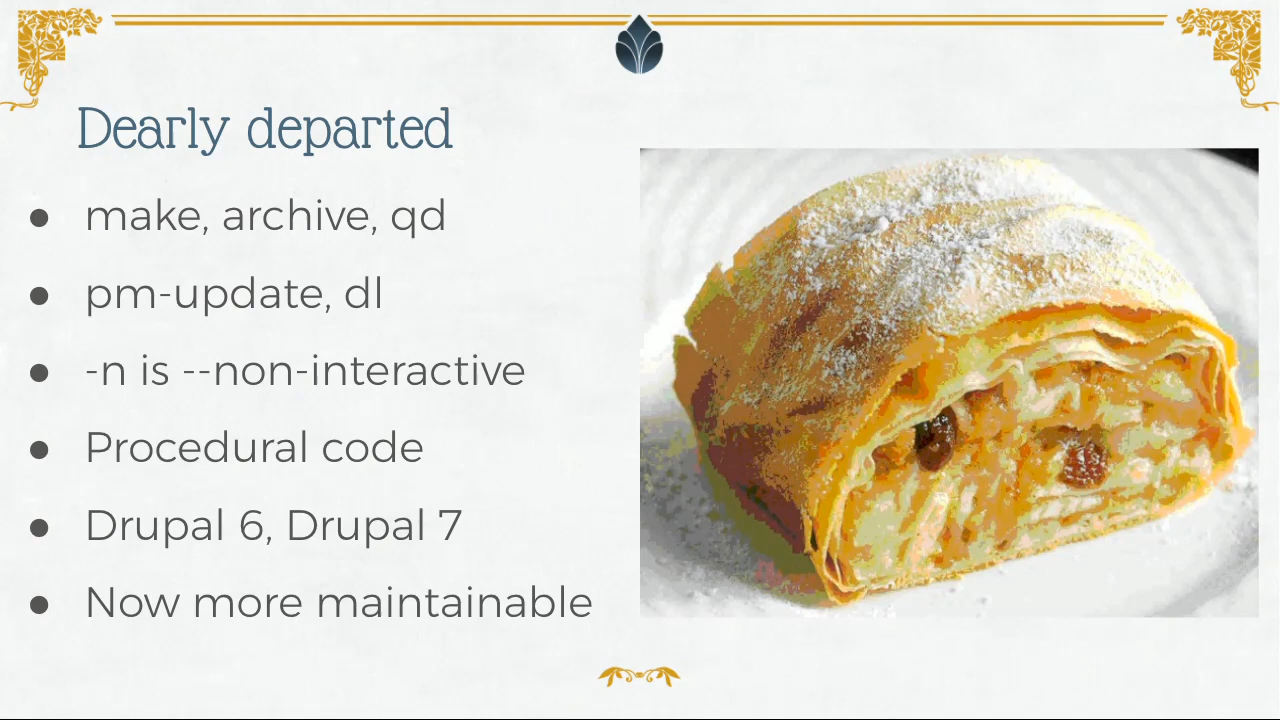 Dearly departed
● make, archive, qd
● pm-update, dl
● -n is --non-interactive
● Procedural code
● Drupal 6, Drupal 7
● Now more maintainable